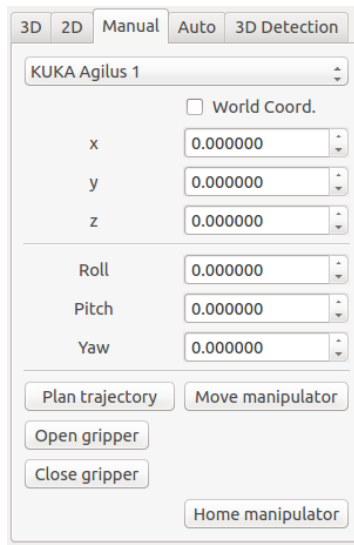 3D 2D Manual Auto 3D Detection
KUKA Agilus 1
World Coord.
x 0.000000
y 0.000000
z 0.000000
Roll 0.000000
Pitch 0.000000
Yaw 0.000000
Plan trajectory Move manipulator
Open gripper
Close gripper
Home manipulator